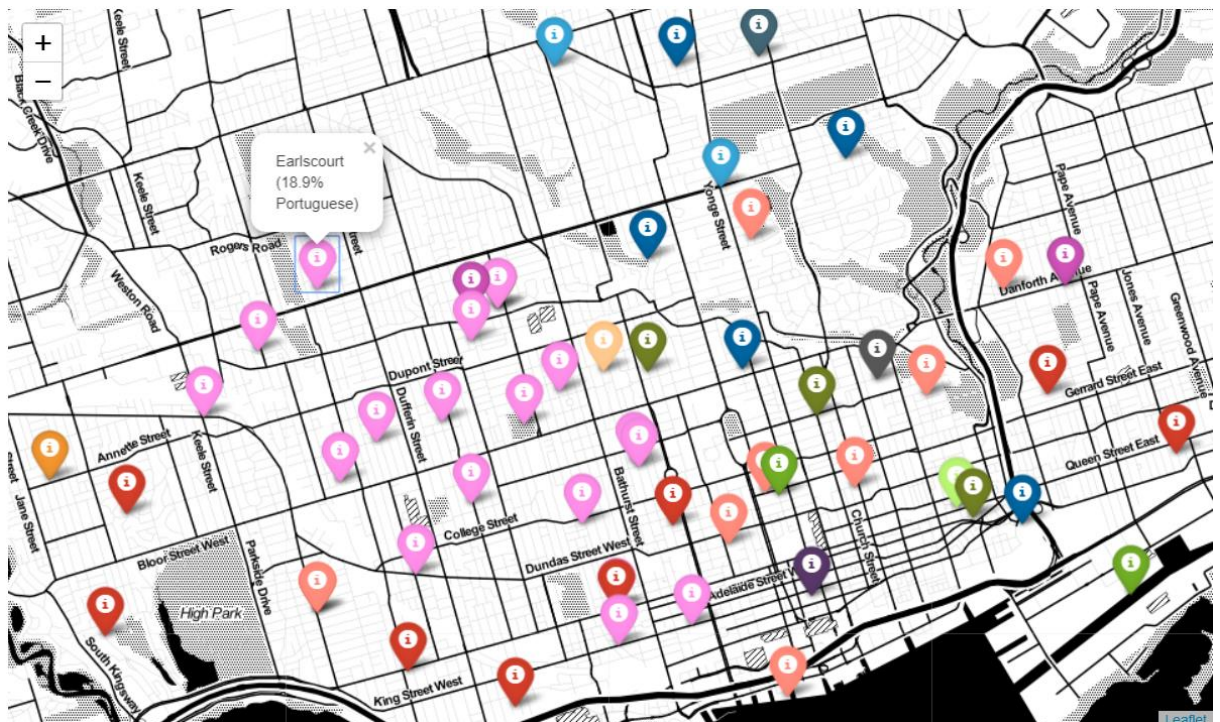 +
−
Keele Street
Black Creek Drive
Earlscourt
(18.9%
Portuguese)
×
Keele Street
Rogers Road
Street
Weston Road
Yonge Street
Pape Avenue
Danforth Avenue
Pape Avenue
Jones Avenue
Greenwood Avenue
Dupont Street
Dufferin Street
Gerrard Street East
Annette Street
Keele Street
Queen Street East
Street
Jane Street
Bathurst Street
College Street
Bloor Street West
Dundas Street West
Church Street
Parkside Drive
Adelaide Street W
High Park
South Kingsway
King Street West
Leaflet